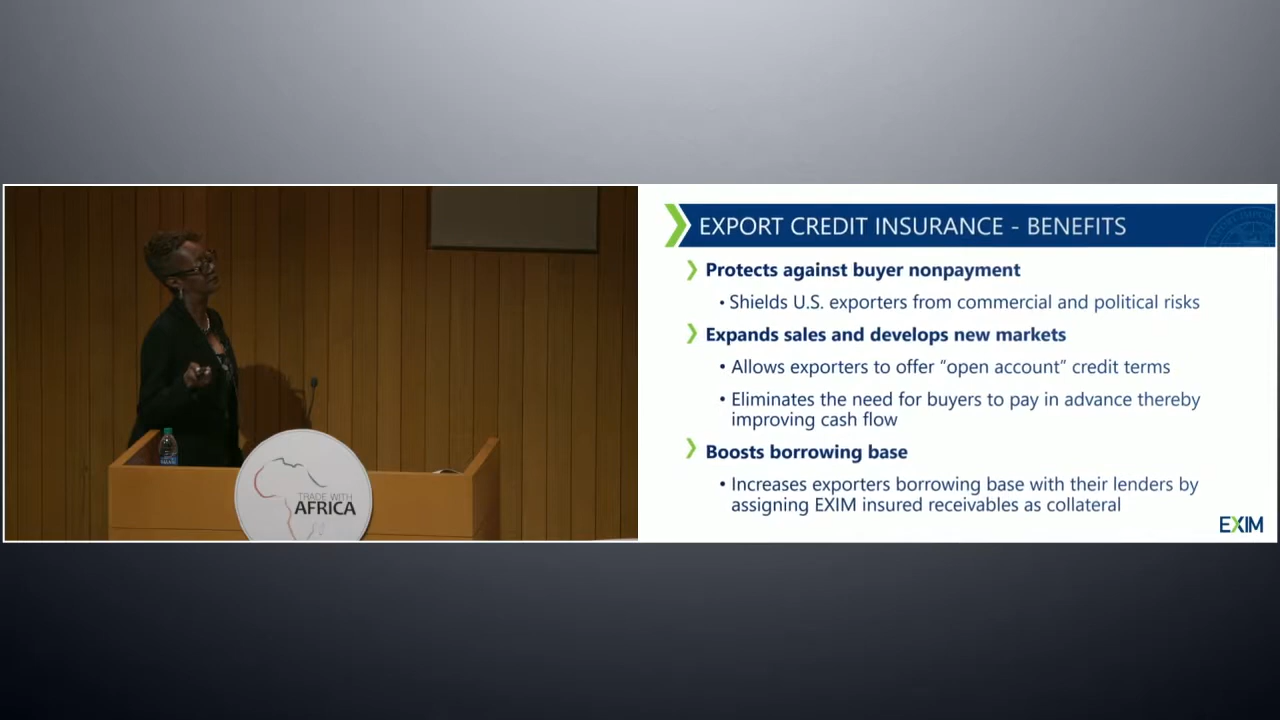 TRADE WITH
AFRICA
EXPORT CREDIT INSURANCE - BENEFITS
Protects against buyer nonpayment
• Shields U.S. exporters from commercial and political risks
Expands sales and develops new markets
• Allows exporters to offer “open account” credit terms
• Eliminates the need for buyers to pay in advance thereby
improving cash flow
Boosts borrowing base
• Increases exporters borrowing base with their lenders by
assigning EXIM insured receivables as collateral
EXIM